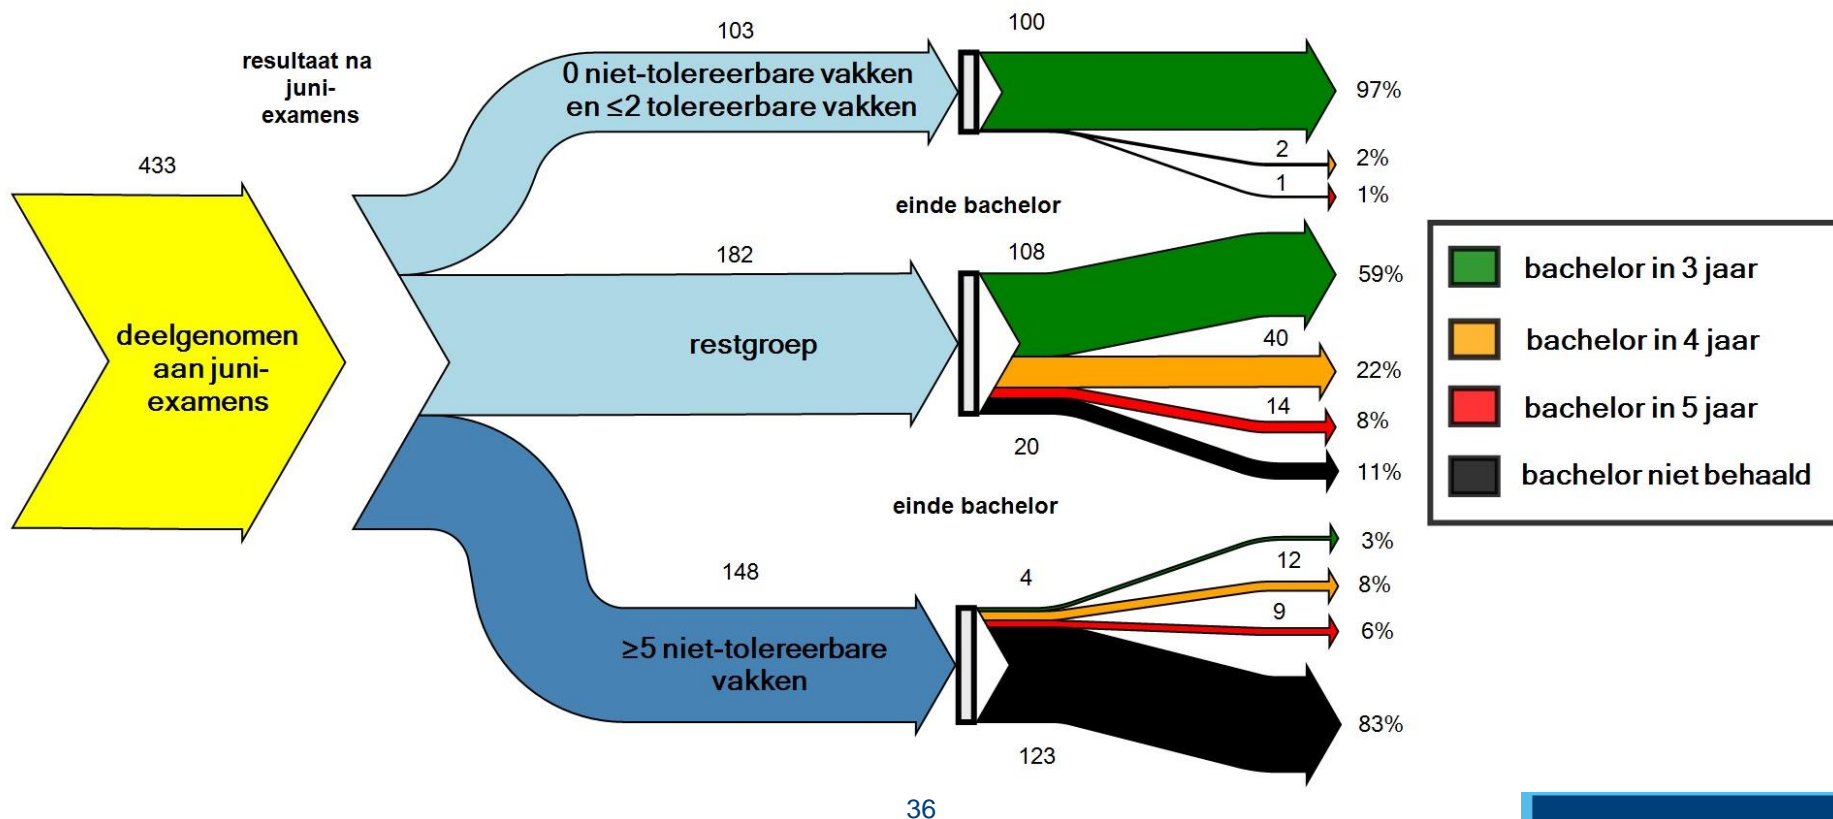 433
deelgenomen
aan juni-
examens
resultaat na
juni-
examens
103
0 niet-tolereerbare vakken
en ≤2 tolereerbare vakken
100
97%
2
2%
1
1%
einde bachelor
182
restgroep
108
59%
40
22%
14
8%
20
11%
einde bachelor
148
≥5 niet-tolereerbare
vakken
4
3%
12
8%
9
6%
123
83%
bachelor in 3 jaar
bachelor in 4 jaar
bachelor in 5 jaar
bachelor niet behaald
36